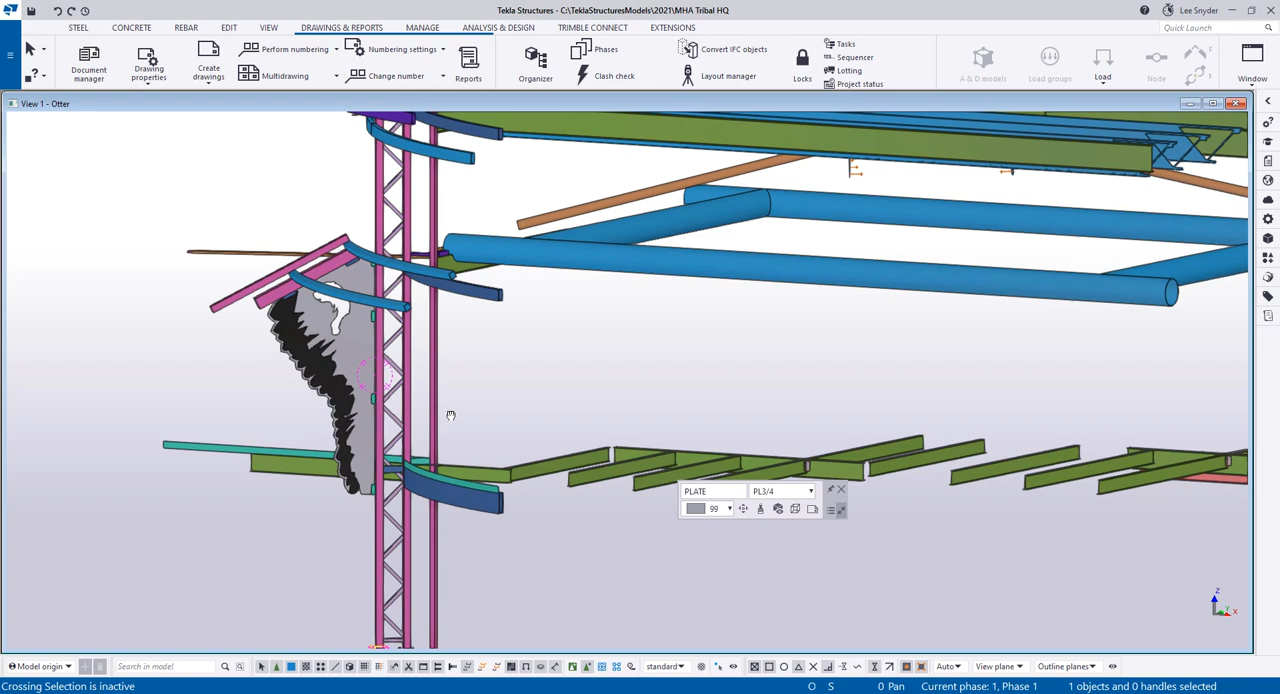 Tekla Structures - C:\TeklaStructuresModels\2021\MHA Tribal HQ
Lee Snyder
STEEL CONCRETE REBAR EDIT VIEW DRAWINGS & REPORTS MANAGE ANALYSIS & DESIGN TRIMBLE CONNECT EXTENSIONS
Quick Launch
Document manager
Drawing properties
Create drawings
Perform numbering
Multidrawing
Numbering settings
Change number
Reports
Organizer
Phases
Clash check
Convert IFC objects
Layout manager
Locks
Tasks
Sequencer
Lotting
Project status
A & D models
Load groups
Load
Node
Window
View 1 - Otter
PLATE PL3/4
99
Z
Y X
Model origin
Search in model
standard
Auto
View plane
Outline planes
Crossing Selection is inactive
O S 0 Pan Current phase: 1, Phase 1 1 objects and 0 handles selected